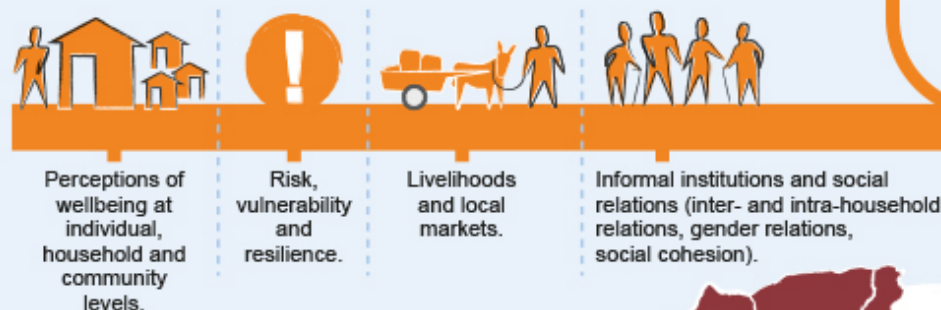 Perceptions of
wellbeing at
individual,
household and
community
levels.
Risk,
vulnerability
and
resilience.
Livelihoods
and local
markets.
Informal institutions and social
relations (inter- and intra-household
relations, gender relations,
social cohesion).